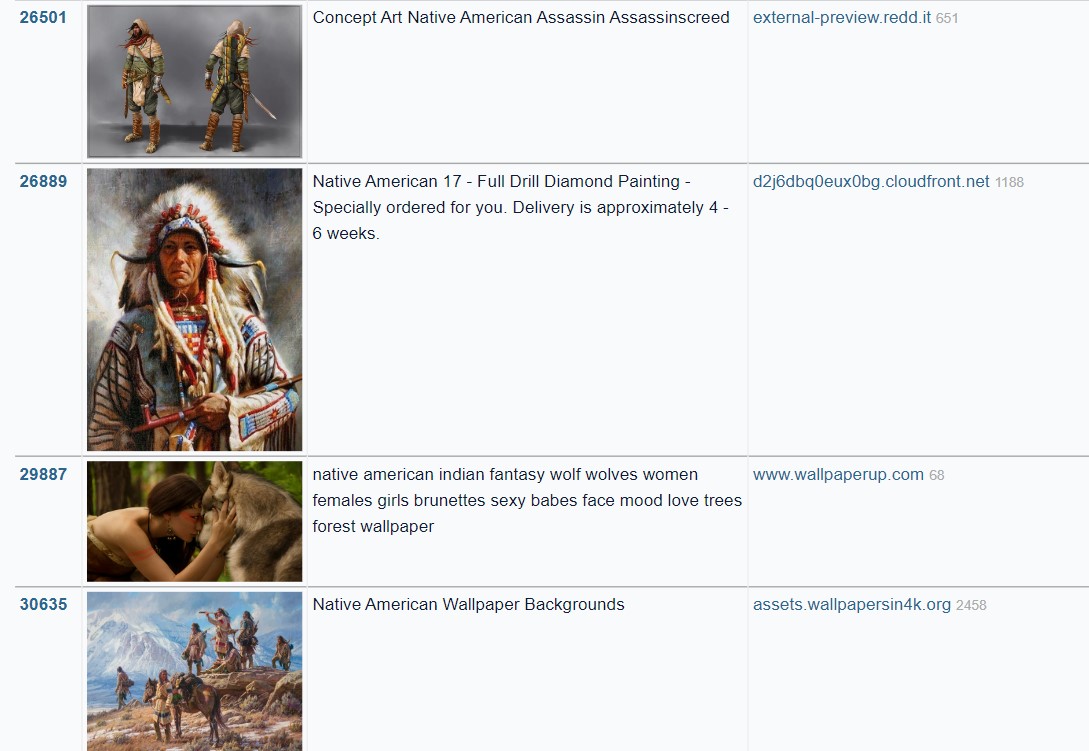 26501
Concept Art Native American Assassin Assassinscreed
external-preview.redd.it 651
26889
Native American 17 - Full Drill Diamond Painting -
Specially ordered for you. Delivery is approximately 4 -
6 weeks.
d2j6dbq0eux0bg.cloudfront.net 1188
29887
native american indian fantasy wolf wolves women
females girls brunettes sexy babes face mood love trees
forest wallpaper
www.wallpaperup.com 68
30635
Native American Wallpaper Backgrounds
assets.wallpapersin4k.org 2458